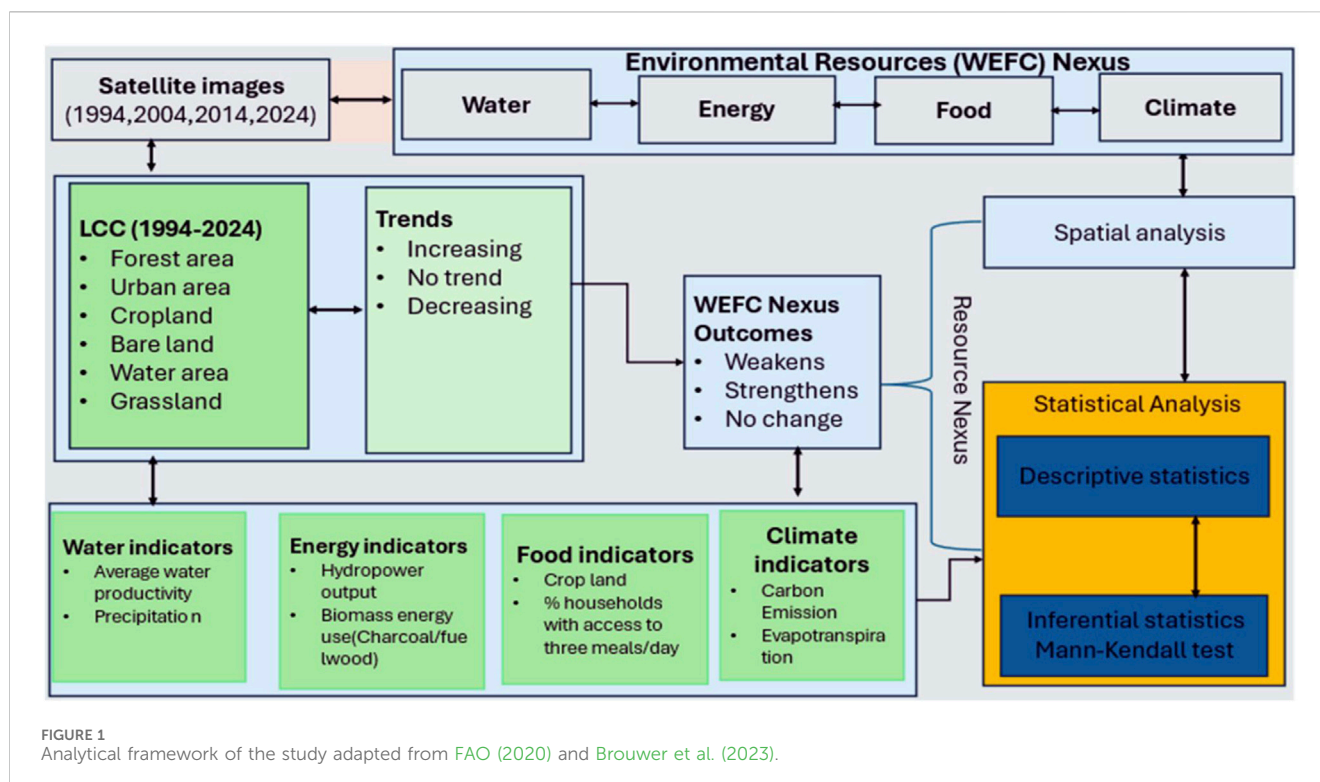 Environmental Resources (WEFC) Nexus
Satellite images
(1994,2004,2014,2024)
Water
Energy
Food
Climate
LCC (1994-2024)
• Forest area
• Urban area
• Cropland
• Bare land
• Water area
• Grassland
Trends
• Increasing
• No trend
• Decreasing
WEFC Nexus
Outcomes
• Weakens
• Strengthens
• No change
Resource Nexus
Spatial analysis
Statistical Analysis
Descriptive statistics
Inferential statistics
Mann-Kendall test
Water indicators
• Average water
productivity
• Precipitatio n
Energy indicators
• Hydropower
output
• Biomass energy
use(Charcoal/fue
lwood)
Food indicators
• Crop land
• % households
with access to
three meals/day
Climate
indicators
• Carbon
Emission
• Evapotranspira
tion
FIGURE 1
Analytical framework of the study adapted from FAO (2020) and Brouwer et al. (2023).